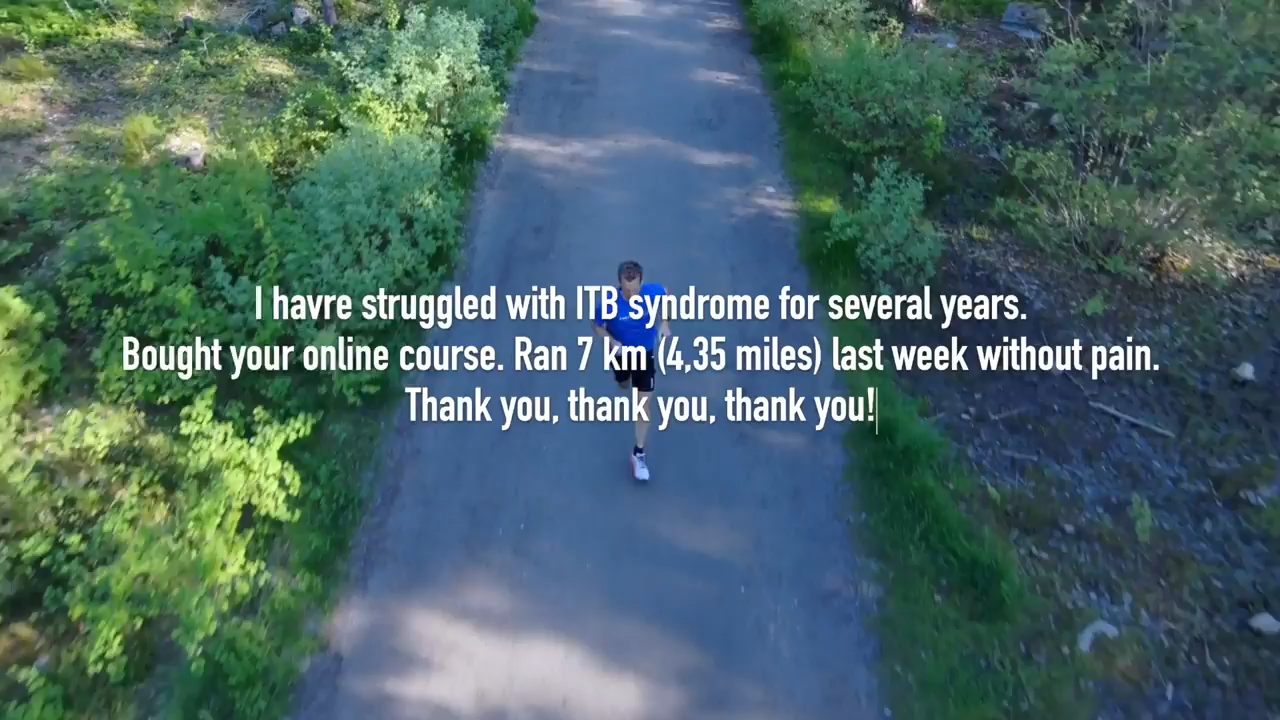 I havre struggled with ITB syndrome for several years.
Bought your online course. Ran 7 km (4,35 miles) last week without pain.
Thank you, thank you, thank you!